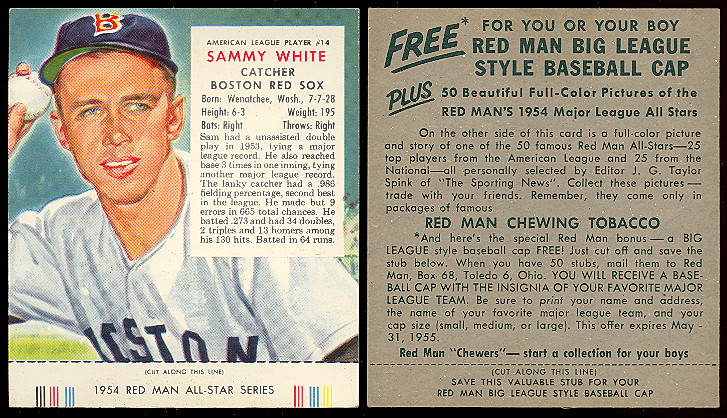 B
AMERICAN LEAGUE PLAYER #14
SAMMY WHITE
CATCHER
BOSTON RED SOX
Born: Wenatchee, Wash., 7-7-28
Height: 6-3 Weight: 195
Bats: Right Throws: Right
Sam had a unassisted double
play in 1953, tying a major
league record. He also reached
base 3 times in one inning, tying
another major league record.
The lanky catcher had a .986
fielding percentage, second best
in the league. He made but 9
errors in 665 total chances. He
batted .273 and had 34 doubles,
2 triples and 13 homers among
his 130 hits. Batted in 64 runs.
OSTON
(CUT ALONG THIS LINE)
1954 RED MAN ALL-STAR SERIES
FREE* FOR YOU OR YOUR BOY
RED MAN BIG LEAGUE
STYLE BASEBALL CAP
PLUS 50 Beautiful Full-Color Pictures of the
RED MAN'S 1954 Major League All Stars
On the other side of this card is a full-color picture
and story of one of the 50 famous Red Man All-Stars—25
top players from the American League and 25 from the
National—all personally selected by Editor J. G. Taylor
Spink of "The Sporting News". Collect these pictures—
trade with your friends. Remember, they come only in
packages of famous
RED MAN CHEWING TOBACCO
*And here's the special Red Man bonus—a BIG
LEAGUE style baseball cap FREE! Just cut off and save the
stub below. When you have 50 stubs, mail them to Red
Man, Box 68, Toledo 6, Ohio. YOU WILL RECEIVE A BASE-
BALL CAP WITH THE INSIGNIA OF YOUR FAVORITE MAJOR
LEAGUE TEAM. Be sure to print your name and address,
the name of your favorite major league team, and your
cap size (small, medium, or large). This offer expires May -
31, 1955.
Red Man "Chewers"—start a collection for your boys
(CUT ALONG THIS LINE)
SAVE THIS VALUABLE STUB FOR YOUR
RED MAN BIG LEAGUE STYLE BASEBALL CAP